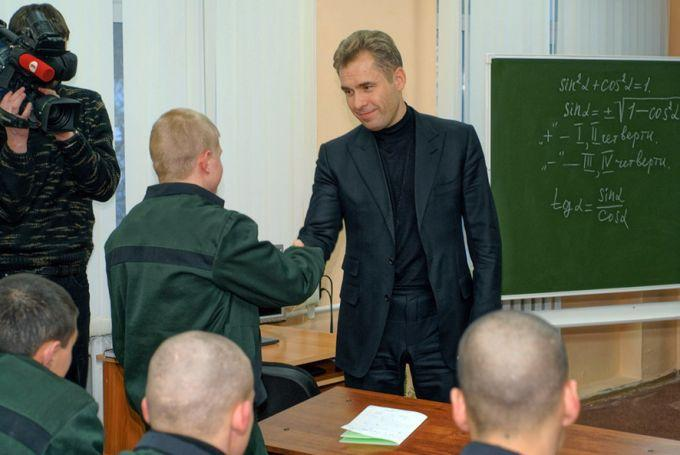 sin²α + cos²α = 1.
sinα = ±√1-cos²α
„+" – I, II четверти.
„-" – III, IV четверти.
tgα = sinα
cosα